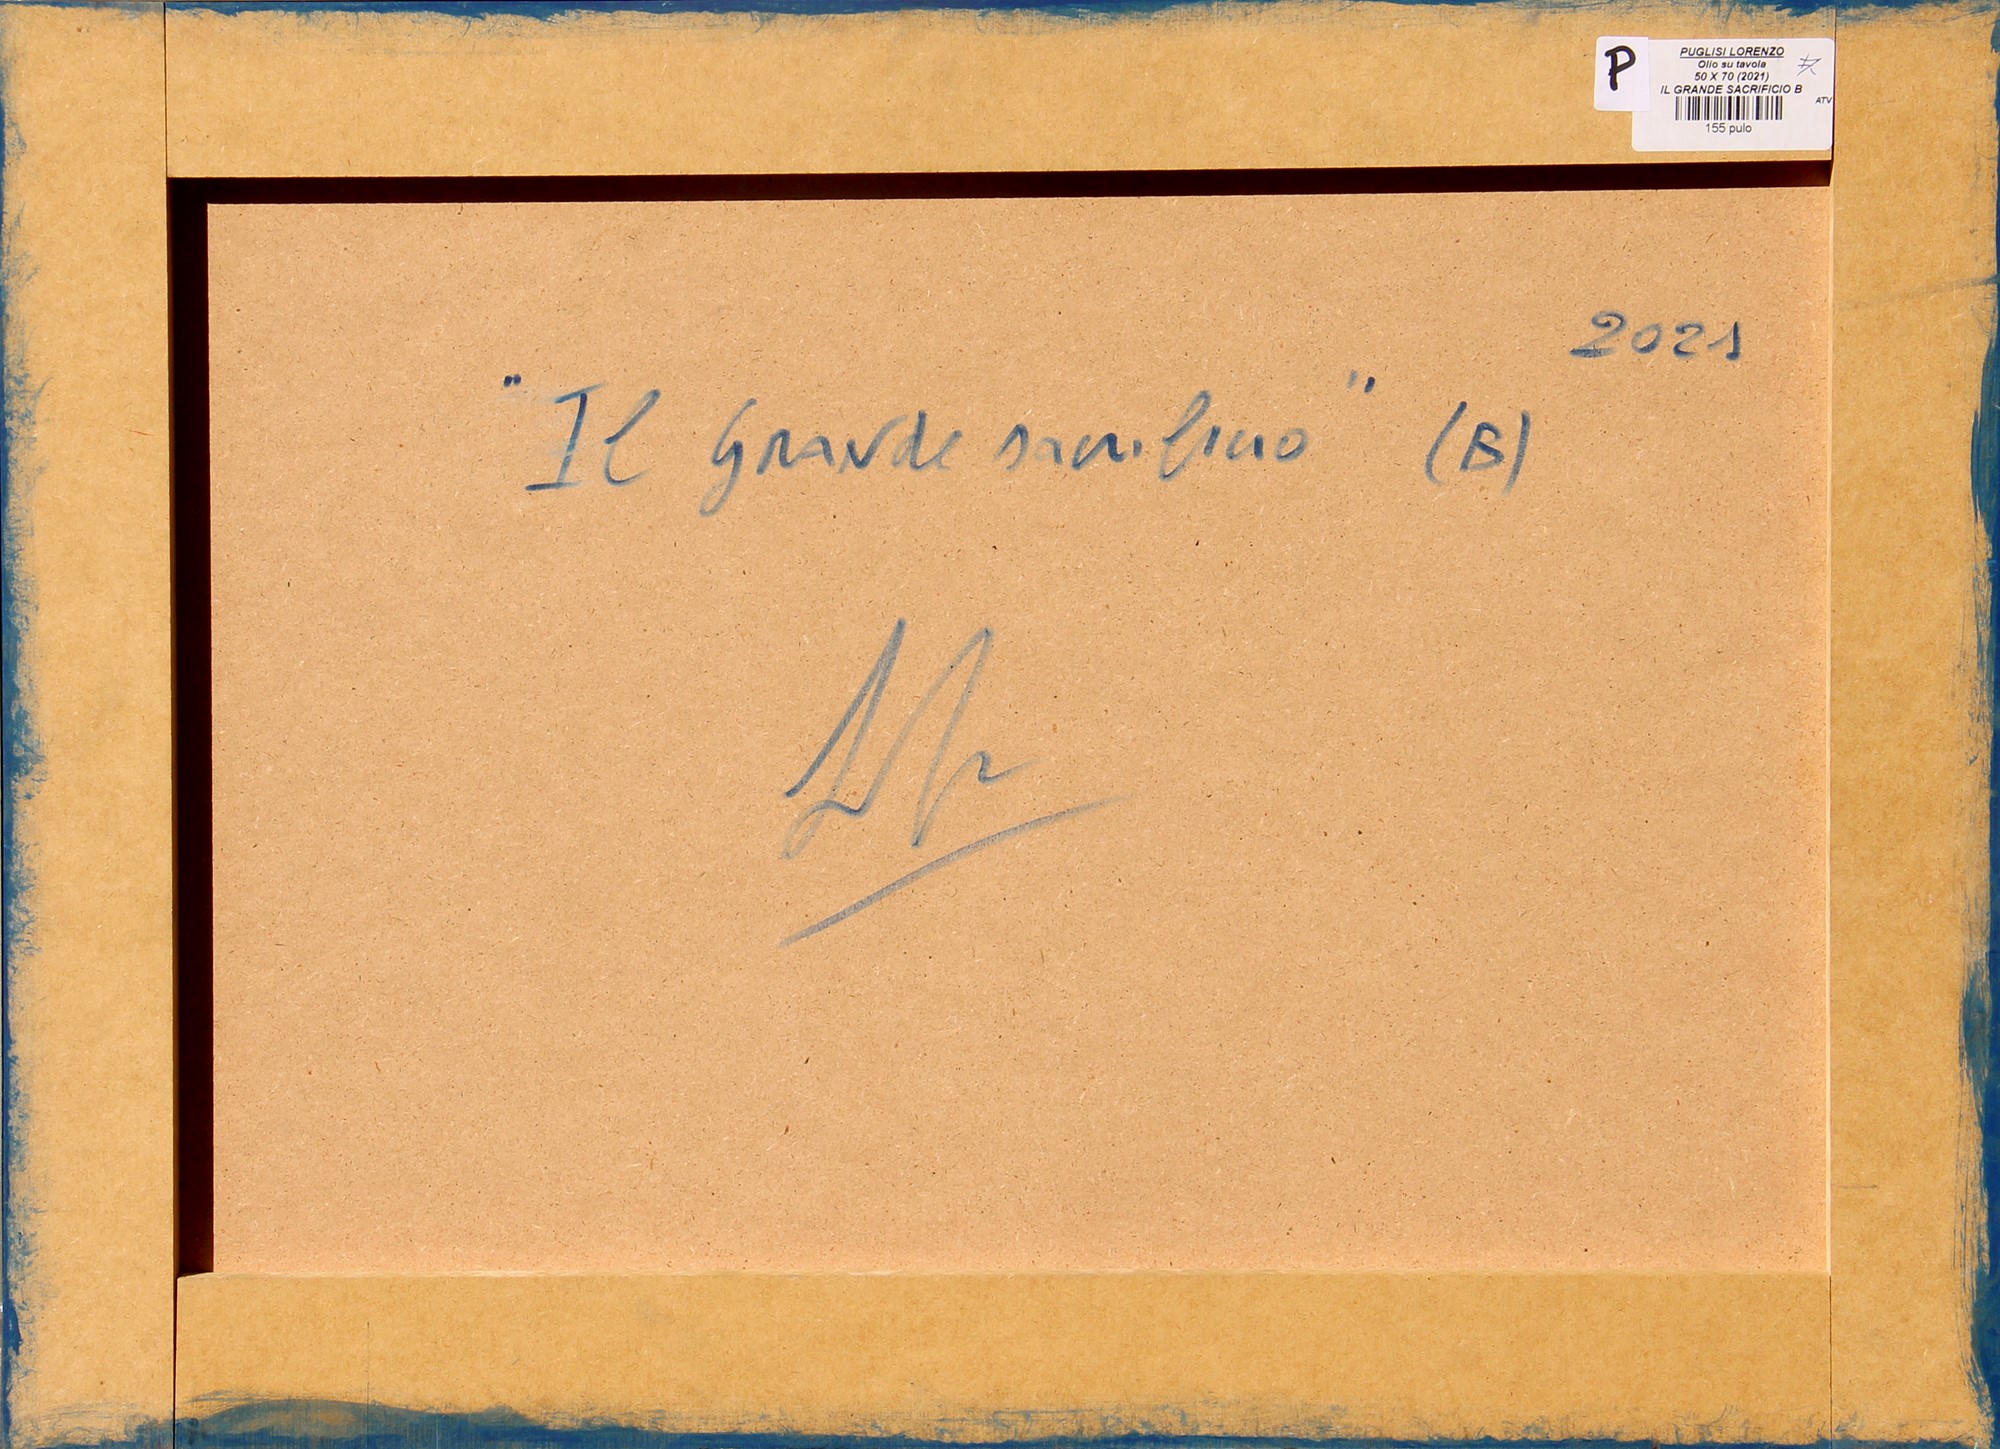 P
PUGLISI LORENZO
Olio su tavola
50 X 70 (2021)
IL GRANDE SACRIFICIO B
ATV
155 pulo
2021
"Il Grande sacrificio" (B)